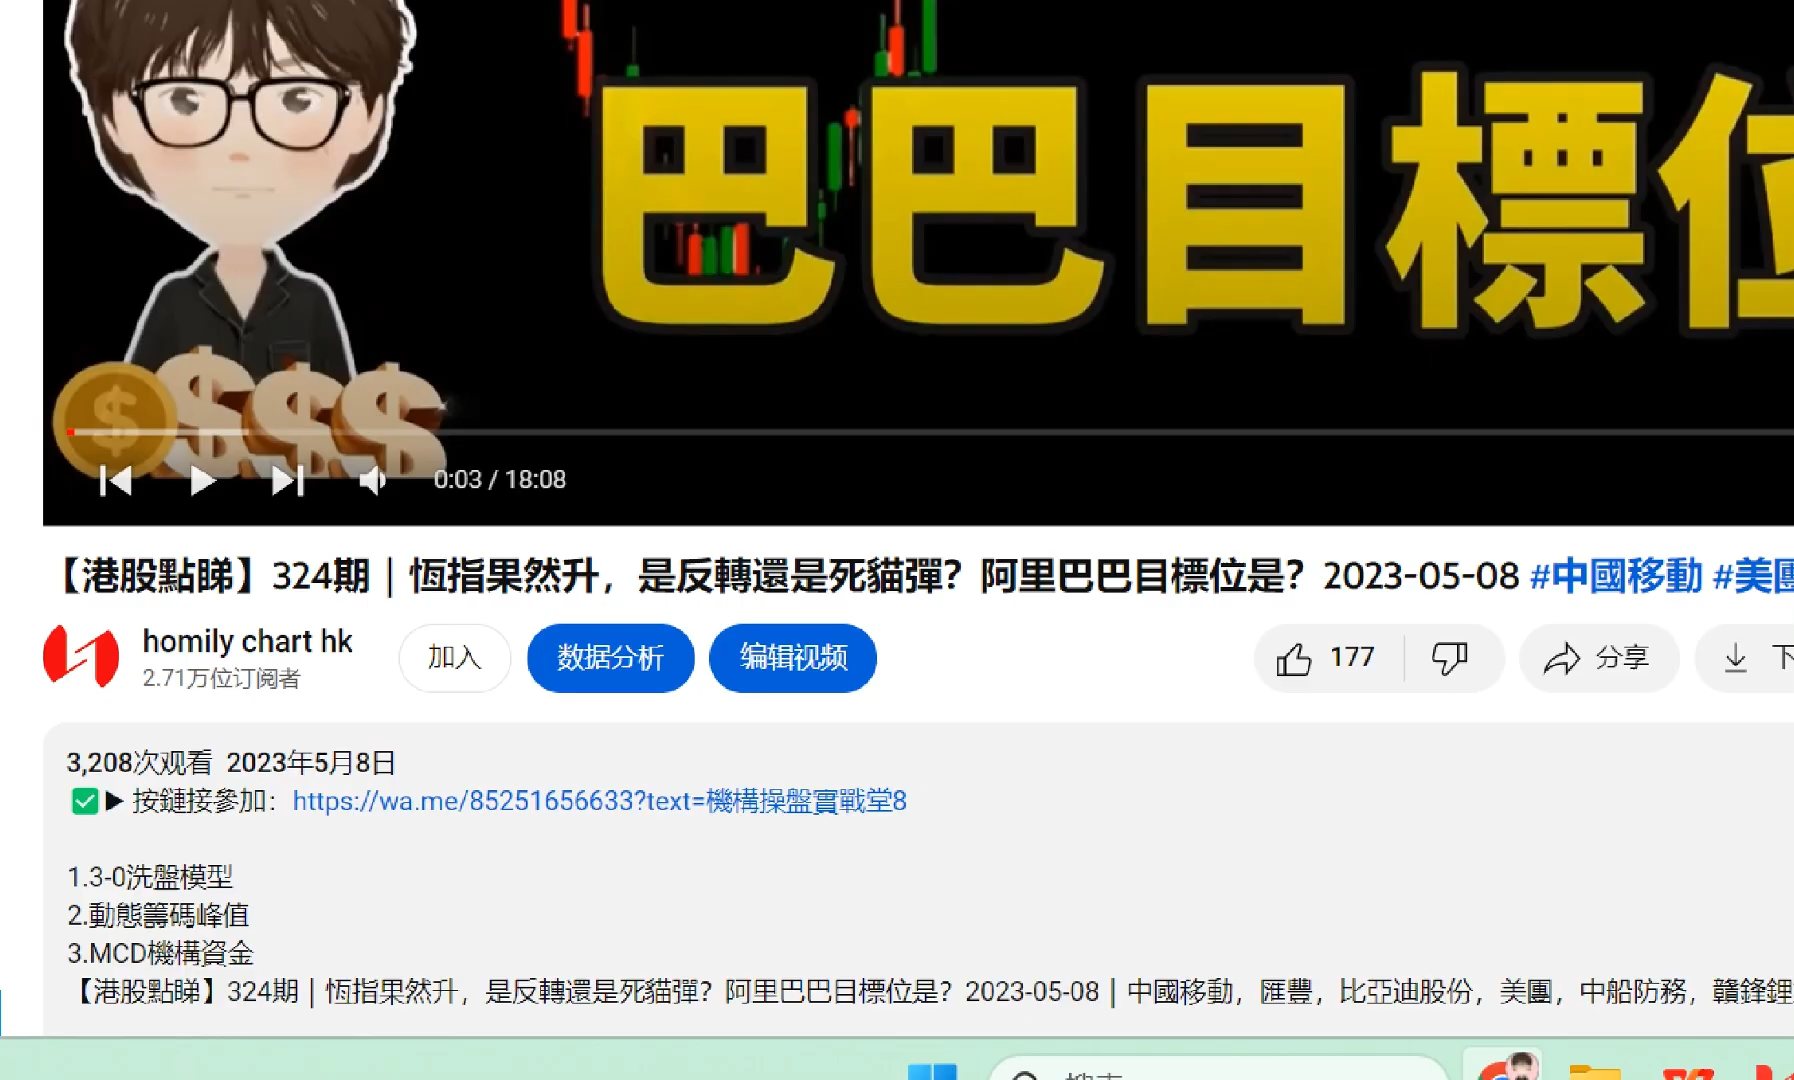 巴巴目標位
0:03 / 18:08
【港股點睇】324期｜恆指果然升，是反轉還是死貓彈？阿里巴巴目標位是？2023-05-08 #中國移動 #美團
homily chart hk
2.71万位订阅者
加入
数据分析
编辑视频
177
分享
下
3,208次观看 2023年5月8日
✅▶ 按鏈接參加：https://wa.me/85251656633?text=機構操盤實戰堂8
1.3-0洗盤模型
2.動態籌碼峰值
3.MCD機構資金
【港股點睇】324期｜恆指果然升，是反轉還是死貓彈？阿里巴巴目標位是？2023-05-08｜中國移動，匯豐，比亞迪股份，美團，中船防務，贛鋒鋰
搜索